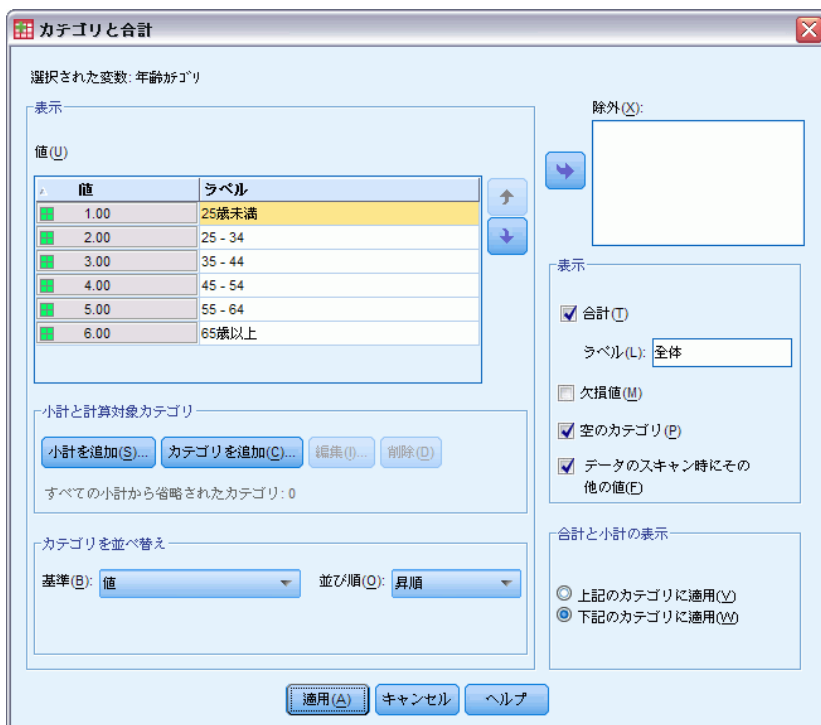 カテゴリと合計
選択された変数: 年齢ｶﾃｺﾞﾘ
表示
値(U)
値 ラベル
1.00 25歳未満
2.00 25 - 34
3.00 35 - 44
4.00 45 - 54
5.00 55 - 64
6.00 65歳以上
小計と計算対象カテゴリ
小計を追加(S)... カテゴリを追加(C)... 編集(I)... 削除(D)
すべての小計から省略されたカテゴリ: 0
カテゴリを並べ替え
基準(B): 値 並び順(O): 昇順
除外(X):
表示
合計(T)
ラベル(L): 全体
欠損値(M)
空のカテゴリ(P)
データのスキャン時にその
他の値(F)
合計と小計の表示
上記のカテゴリに適用(V)
下記のカテゴリに適用(W)
適用(A) キャンセル ヘルプ